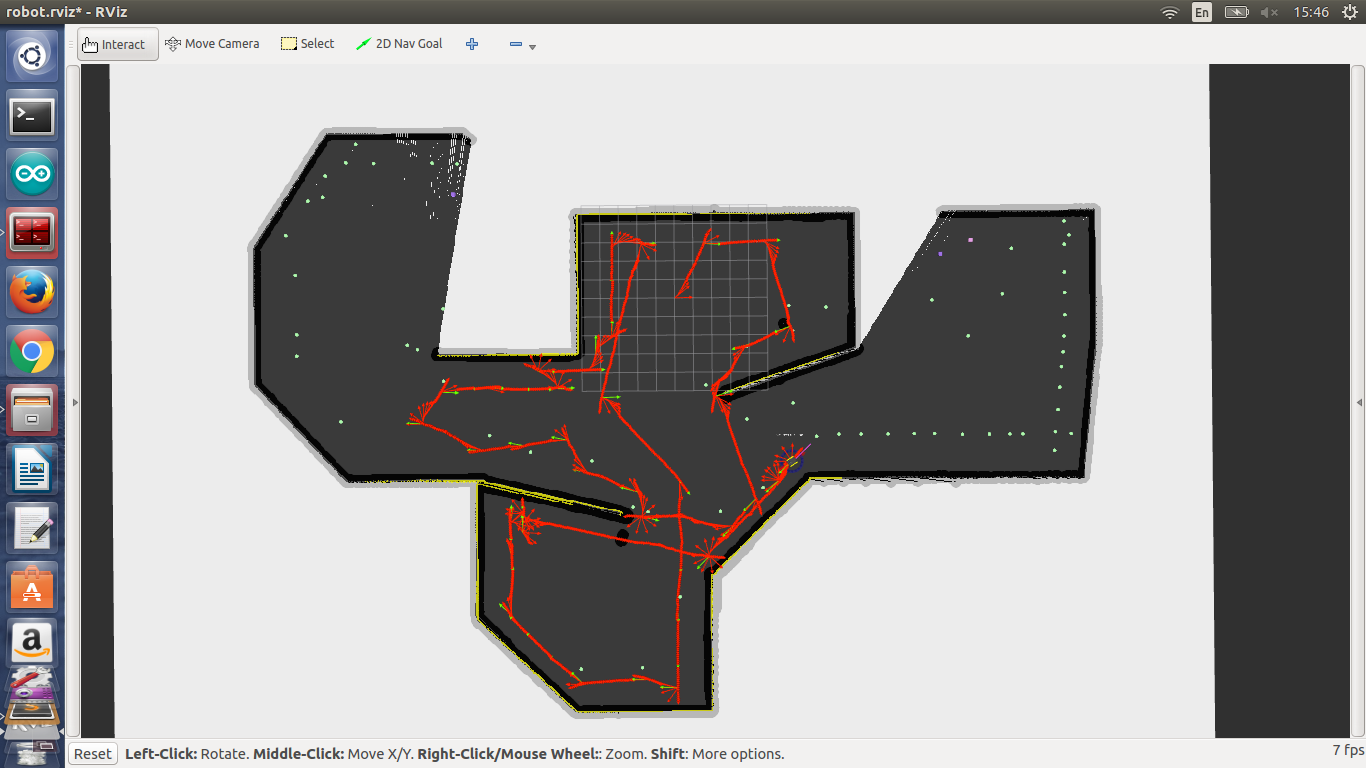 robot.rviz* - RViz
En
15:46
Interact
Move Camera
Select
2D Nav Goal
Reset
Left-Click: Rotate. Middle-Click: Move X/Y. Right-Click/Mouse Wheel:: Zoom. Shift: More options.
7 fps